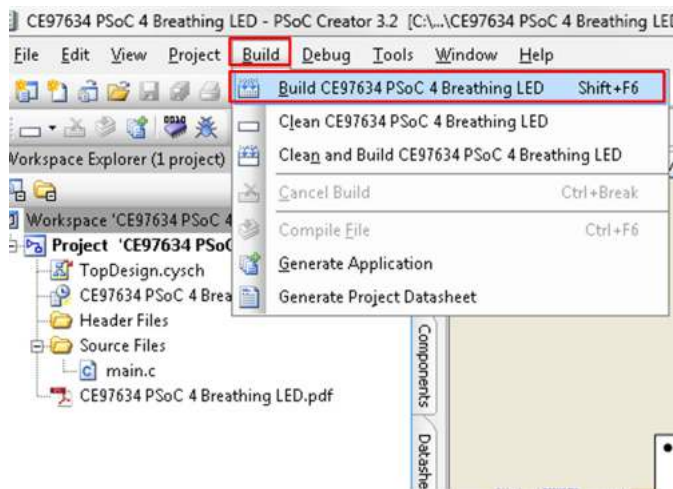 CE97634 PSoC 4 Breathing LED - PSoC Creator 3.2 [C:\...\CE97634 PSoC 4 Breathing LE
File Edit View Project Build Debug Tools Window Help
Build CE97634 PSoC 4 Breathing LED Shift+F6
Clean CE97634 PSoC 4 Breathing LED
Workspace Explorer (1 project)
Clean and Build CE97634 PSoC 4 Breathing LED
Cancel Build Ctrl+Break
Workspace 'CE97634 PSoC 4
Compile File Ctrl+F6
Project 'CE97634 PSoC
TopDesign.cysch
Generate Application
CE97634 PSoC 4 Brea
Generate Project Datasheet
Header Files
Source Files
main.c
CE97634 PSoC 4 Breathing LED.pdf
Components
Datashe